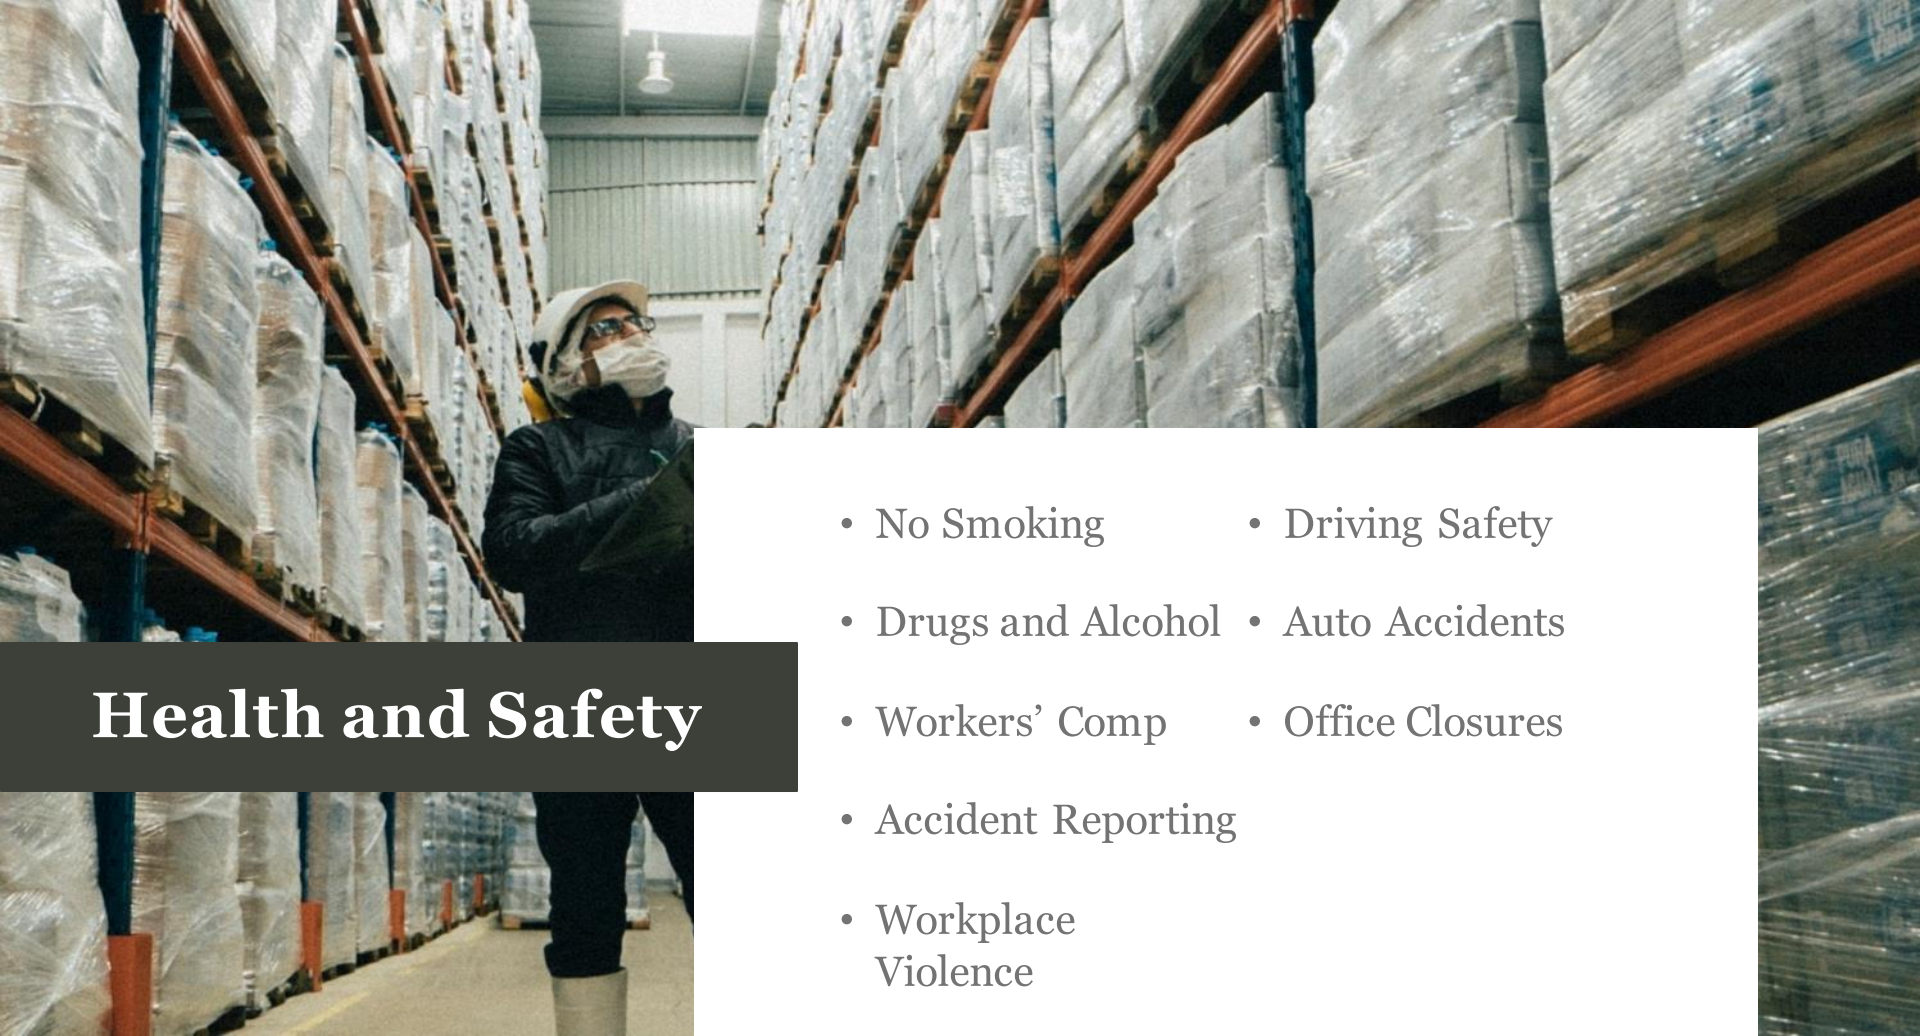 Health and Safety
• No Smoking
• Drugs and Alcohol
• Workers’ Comp
• Accident Reporting
• Workplace
Violence
• Driving Safety
• Auto Accidents
• Office Closures